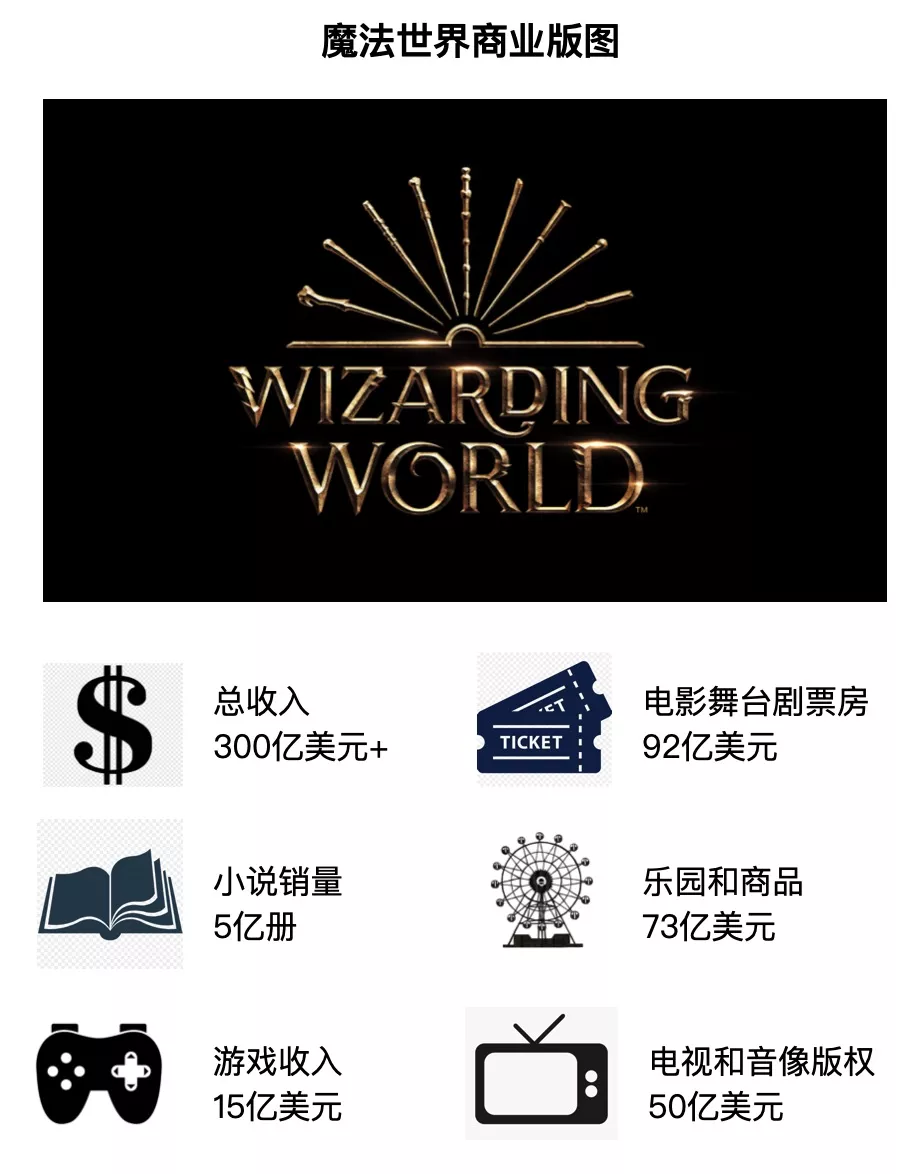 魔法世界商业版图
WIZARDING
WORLD
TM
总收入
300亿美元+
电影舞台剧票房
92亿美元
TICKET
小说销量
5亿册
乐园和商品
73亿美元
游戏收入
15亿美元
电视和音像版权
50亿美元